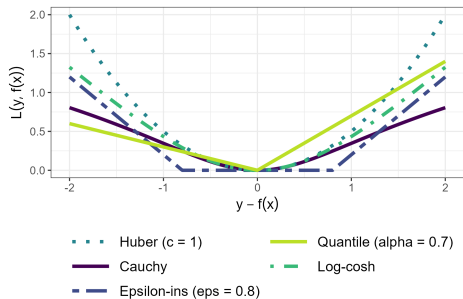 2.0
1.5
1.0
0.5
0.0
L(y, f(x))
-2 -1 0 1 2
y − f(x)
Huber (c = 1) Quantile (alpha = 0.7)
Cauchy Log-cosh
Epsilon-ins (eps = 0.8)